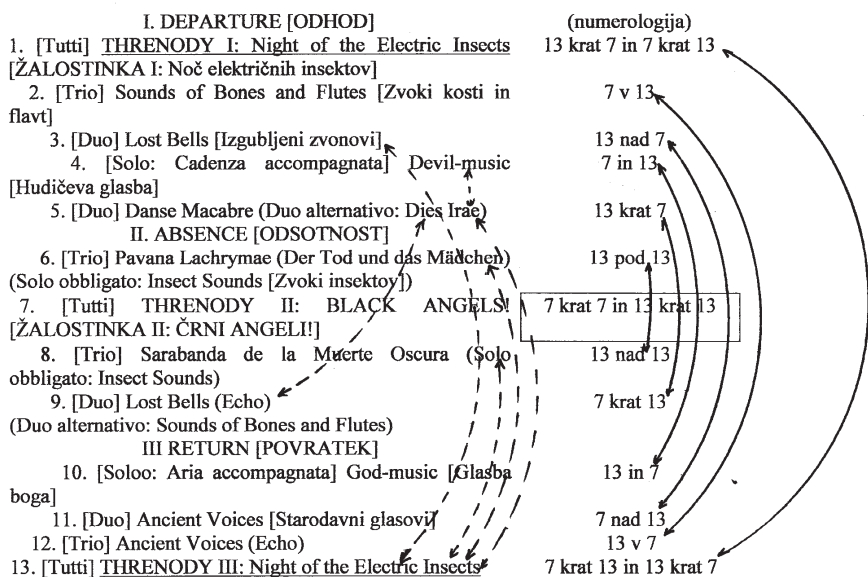 I. DEPARTURE [ODHOD] (numerologija)
1. [Tutti] THRENODY I: Night of the Electric Insects 13 krat 7 in 7 krat 13
[ŽALOSTINKA I: Noč električnih insektov]
2. [Trio] Sounds of Bones and Flutes [Zvoki kosti in 7 v 13
flavt]
3. [Duo] Lost Bells [Izgubljeni zvonovi] 13 nad 7
4. [Solo: Cadenza accompagnata] Devil-music 7 in 13
[Hudičeva glasba]
5. [Duo] Danse Macabre (Duo alternativo: Dies Irae) 13 krat 7
II. ABSENCE [ODSOTNOST]
6. [Trio] Pavana Lachrymae (Der Tod und das Mädchen) 13 pod 13
(Solo obbligato: Insect Sounds [Zvoki insektov])
7. [Tutti] THRENODY II: BLACK ANGELS! 7 krat 7 in 13 krat 13
[ŽALOSTINKA II: ČRNI ANGELI!]
8. [Trio] Sarabanda de la Muerte Oscura (Solo 13 nad 13
obbligato: Insect Sounds)
9. [Duo] Lost Bells (Echo) 7 krat 13
(Duo alternativo: Sounds of Bones and Flutes)
III RETURN [POVRATEK]
10. [Soloo: Aria accompagnata] God-music [Glasba 13 in 7
boga]
11. [Duo] Ancient Voices [Starodavni glasovi] 7 nad 13
12. [Trio] Ancient Voices (Echo) 13 v 7
13. [Tutti] THRENODY III: Night of the Electric Insects 7 krat 13 in 13 krat 7